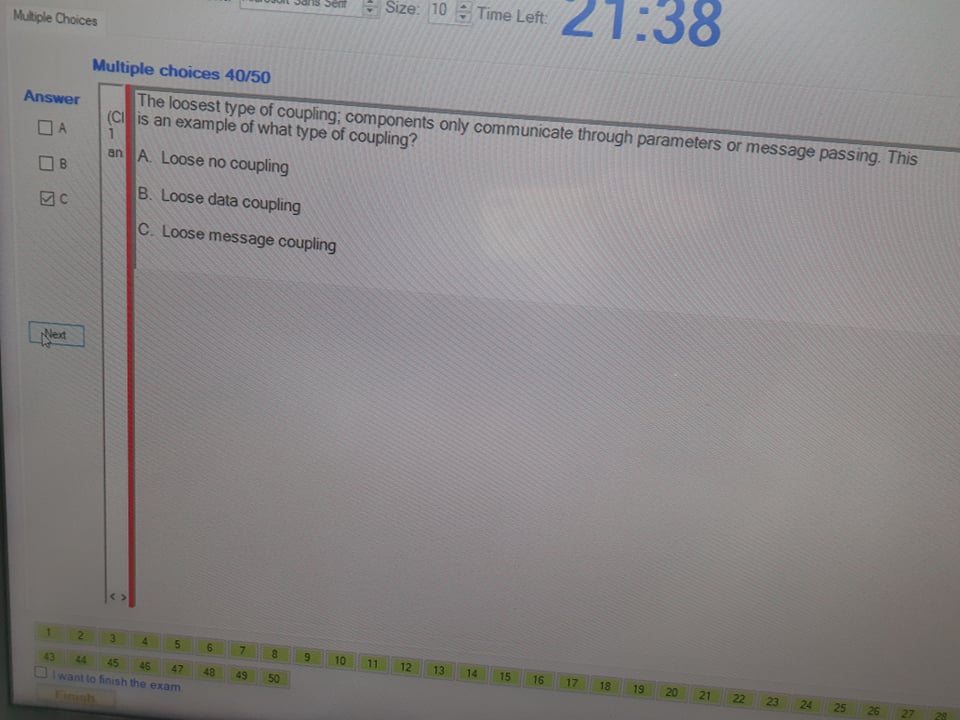 Multiple Choices
Sans Serif Size: 10 Time Left: 21:38
Multiple choices 40/50
Answer
A
B
C
(Cl
1
an
The loosest type of coupling; components only communicate through parameters or message passing. This
is an example of what type of coupling?
A. Loose no coupling
B. Loose data coupling
C. Loose message coupling
Next
< >
1 2 3 4 5 6 7 8 9 10 11 12 13 14 15 16 17 18 19 20 21 22 23 24 25 26 27 28
43 44 45 46 47 48 49 50
I want to finish the exam.
Finish